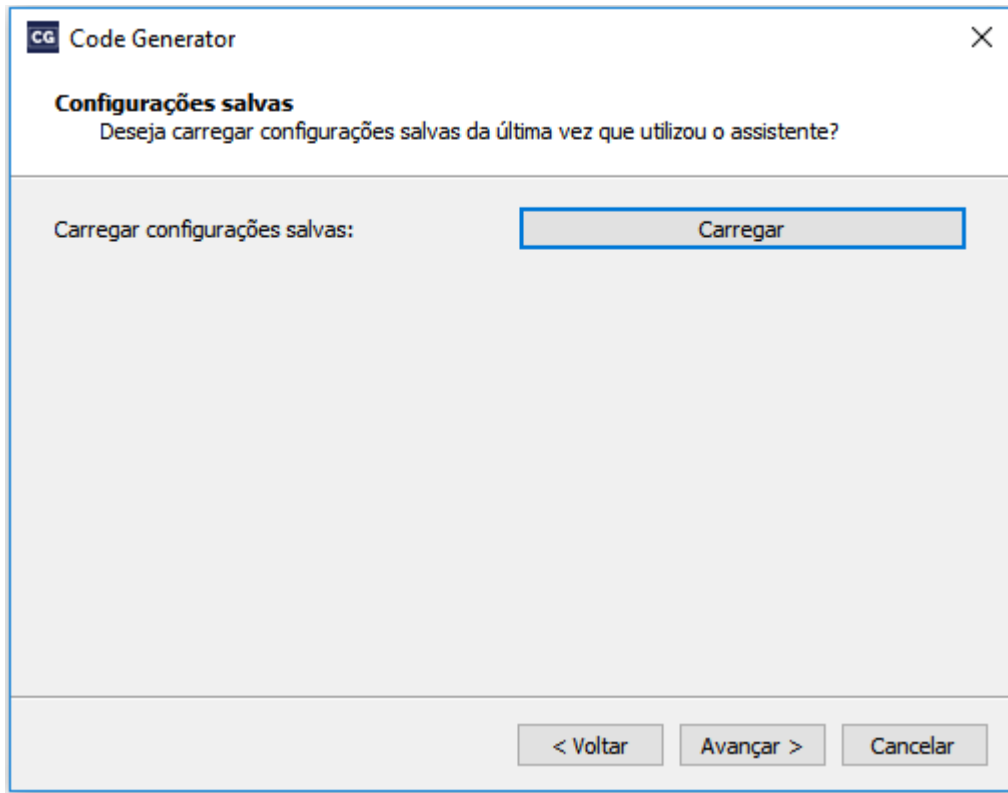 CG Code Generator
Configurações salvas
Deseja carregar configurações salvas da última vez que utilizou o assistente?
Carregar configurações salvas: Carregar
< Voltar Avançar > Cancelar